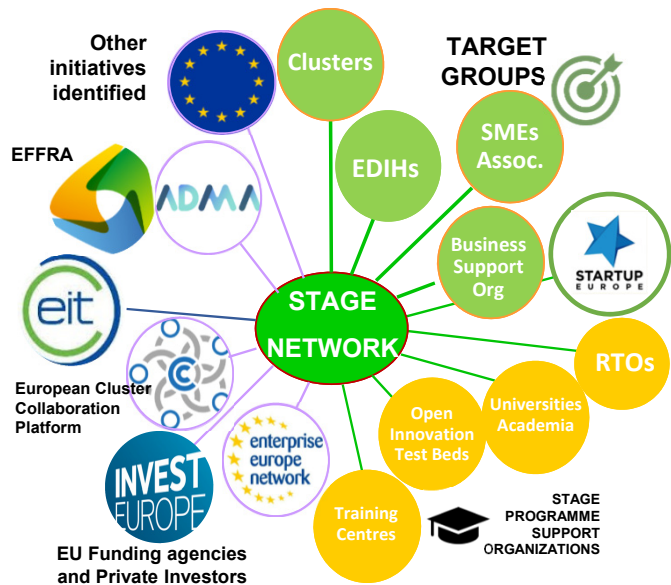 Other
initiatives
identified
Clusters
TARGET
GROUPS
EFFRA
ADMA
EDIHs
SMEs
Assoc.
Business
Support
Org
STARTUP
EUROPE
eit
STAGE
NETWORK
RTOs
European Cluster
Collaboration
Platform
C
enterprise
europe
network
Open
Innovation
Test Beds
Universities
Academia
INVEST
EUROPE
Training
Centres
STAGE
PROGRAMME
SUPPORT
ORGANIZATIONS
EU Funding agencies
and Private Investors